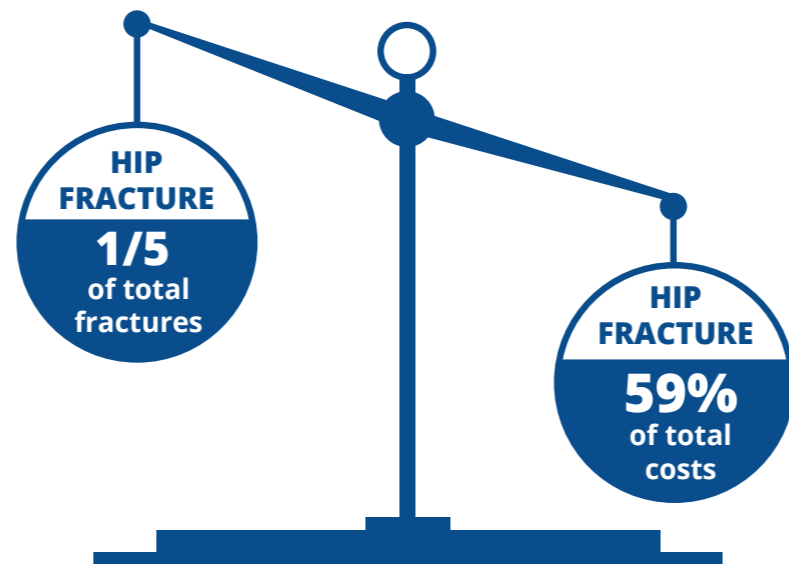 HIP
FRACTURE
1/5
of total
fractures
HIP
FRACTURE
59%
of total
costs